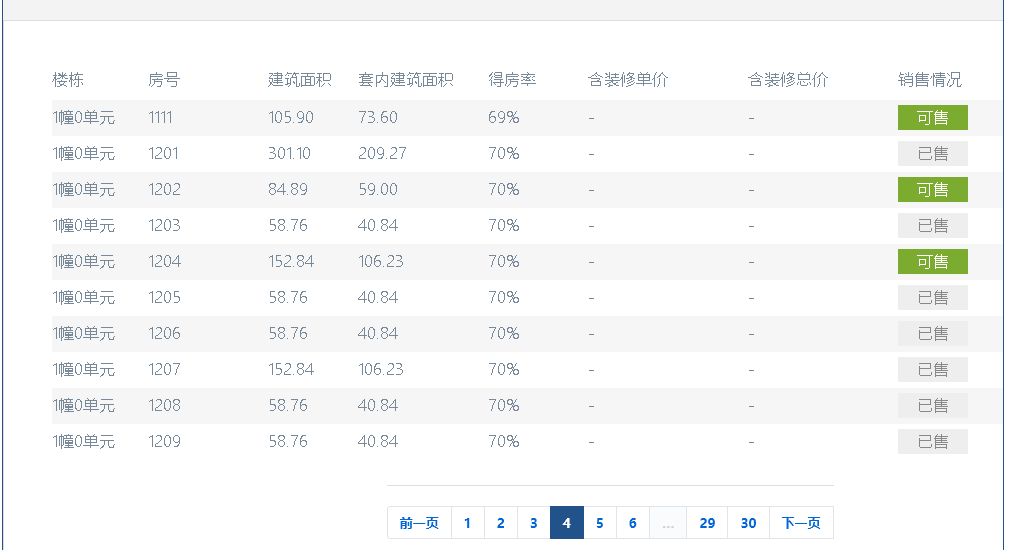 楼栋 房号 建筑面积 套内建筑面积 得房率 含装修单价 含装修总价 销售情况
1幢0单元 1111 105.90 73.60 69% - - 可售
1幢0单元 1201 301.10 209.27 70% - - 已售
1幢0单元 1202 84.89 59.00 70% - - 可售
1幢0单元 1203 58.76 40.84 70% - - 已售
1幢0单元 1204 152.84 106.23 70% - - 可售
1幢0单元 1205 58.76 40.84 70% - - 已售
1幢0单元 1206 58.76 40.84 70% - - 已售
1幢0单元 1207 152.84 106.23 70% - - 已售
1幢0单元 1208 58.76 40.84 70% - - 已售
1幢0单元 1209 58.76 40.84 70% - - 已售
前一页 1 2 3 4 5 6 ... 29 30 下一页